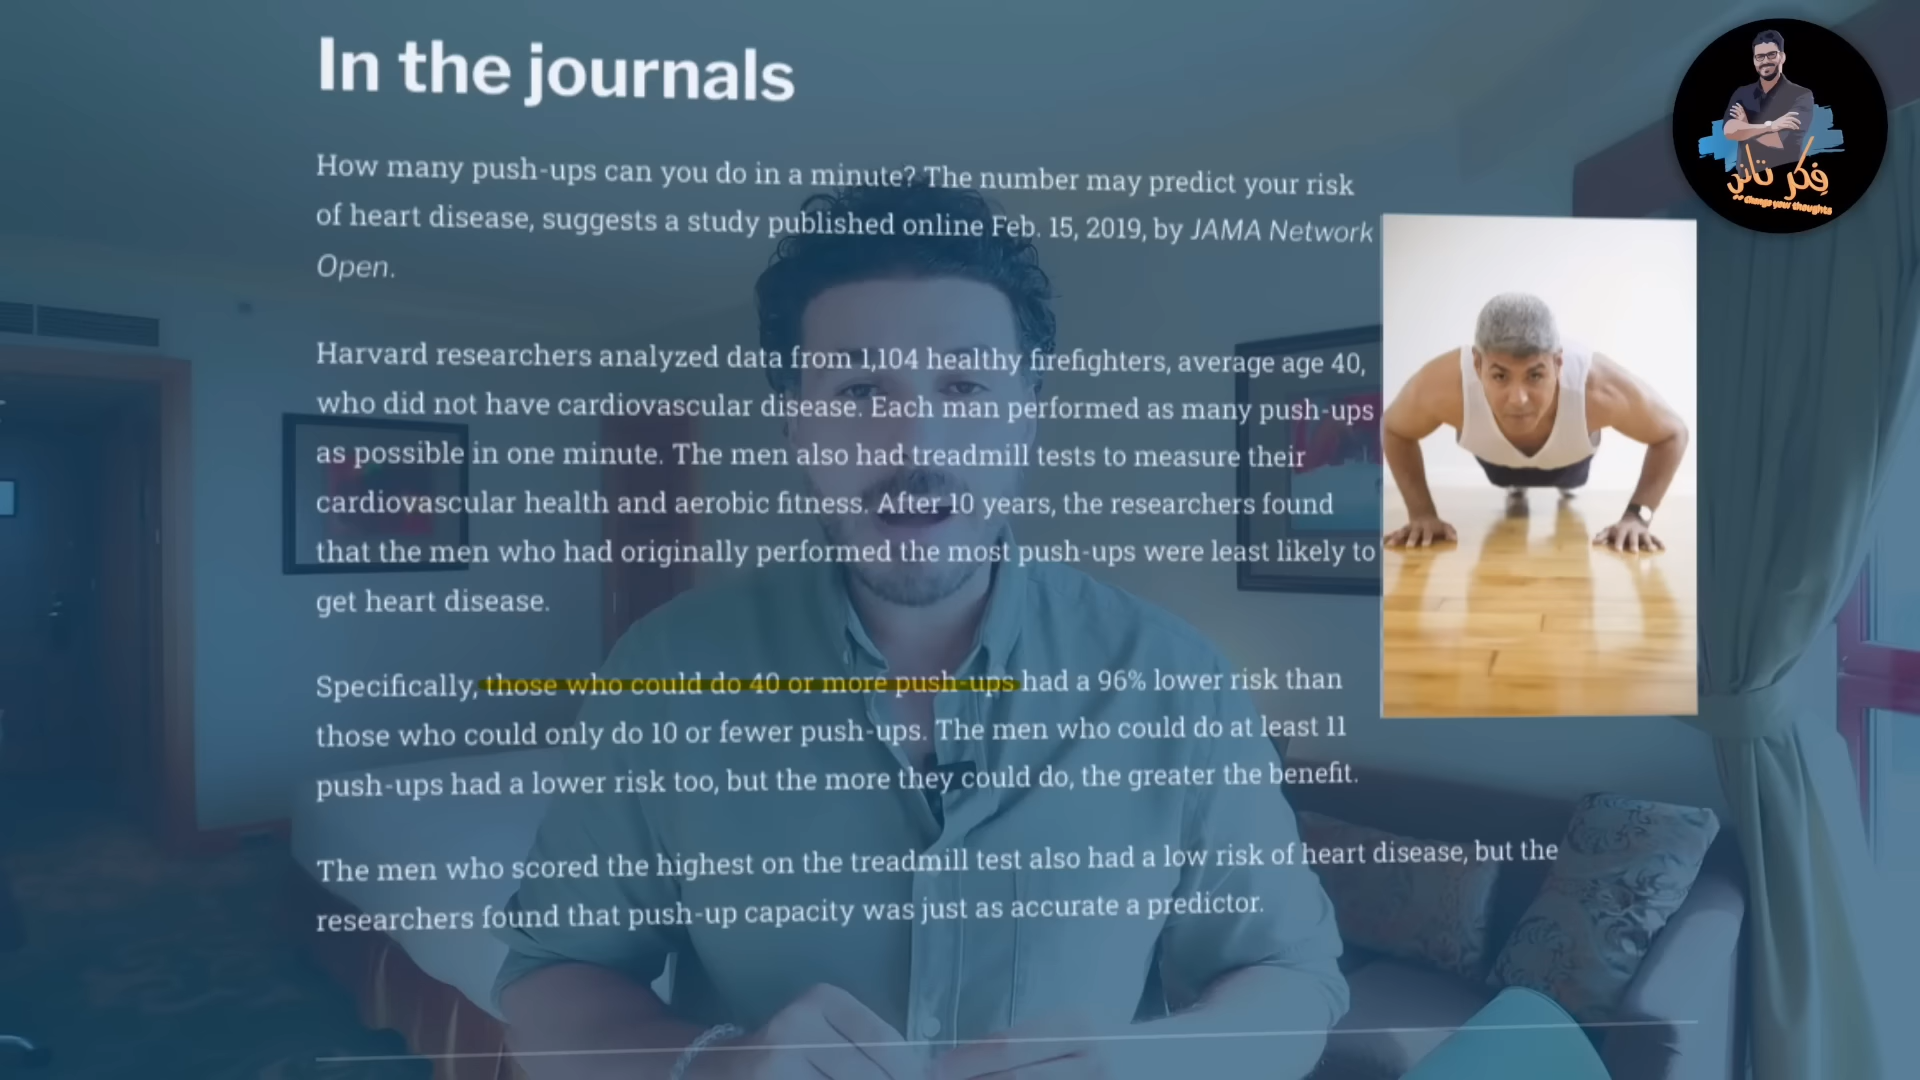 In the journals
How many push-ups can you do in a minute? The number may predict your risk
of heart disease, suggests a study published online Feb. 15, 2019, by JAMA Network
Open.
Harvard researchers analyzed data from 1,104 healthy firefighters, average age 40,
who did not have cardiovascular disease. Each man performed as many push-ups
as possible in one minute. The men also had treadmill tests to measure their
cardiovascular health and aerobic fitness. After 10 years, the researchers found
that the men who had originally performed the most push-ups were least likely to
get heart disease.
Specifically, those who could do 40 or more push-ups had a 96% lower risk than
those who could only do 10 or fewer push-ups. The men who could do at least 11
push-ups had a lower risk too, but the more they could do, the greater the benefit.
The men who scored the highest on the treadmill test also had a low risk of heart disease, but the
researchers found that push-up capacity was just as accurate a predictor.
فِكر تاني
Change your thoughts